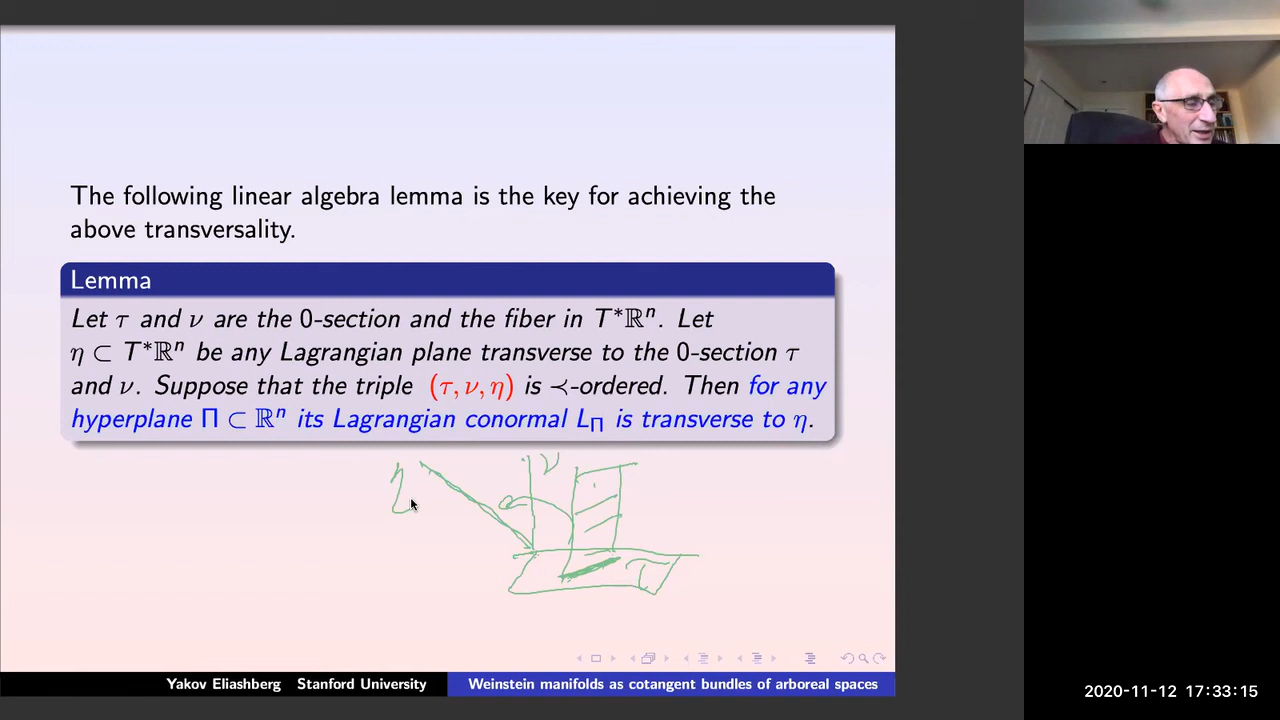 The following linear algebra lemma is the key for achieving the
above transversality.
Lemma
Let τ and ν are the 0-section and the fiber in T*ℝⁿ. Let
η ⊂ T*ℝⁿ be any Lagrangian plane transverse to the 0-section τ
and ν. Suppose that the triple (τ, ν, η) is ≺-ordered. Then for any
hyperplane Π ⊂ ℝⁿ its Lagrangian conormal L_Π is transverse to η.
η
ν
τ
Yakov Eliashberg Stanford University
Weinstein manifolds as cotangent bundles of arboreal spaces
2020-11-12 17:33:15